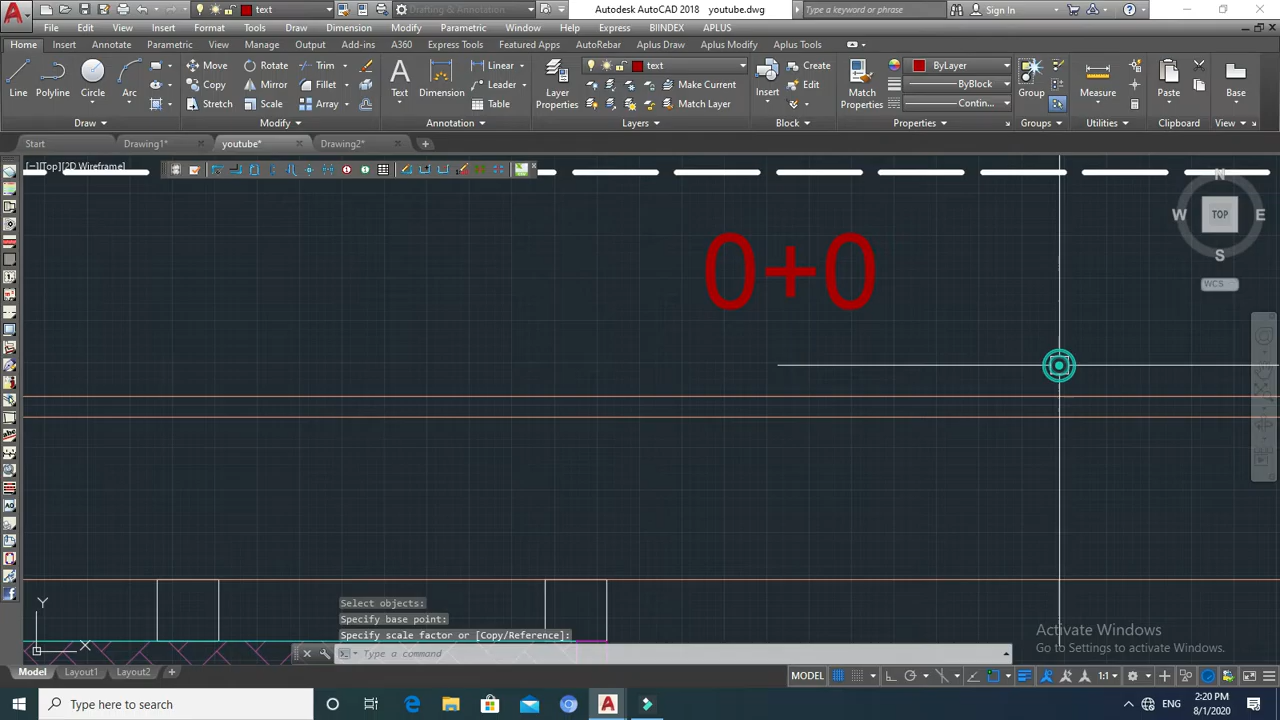 text
Drafting & Annotation
Autodesk AutoCAD 2018 youtube.dwg
Type a keyword or phrase
Sign In
File Edit View Insert Format Tools Draw Dimension Modify Parametric Window Help Express BIINDEX APLUS
Home Insert Annotate Parametric View Manage Output Add-ins A360 Express Tools Featured Apps AutoRebar Aplus Draw Aplus Modify Aplus Tools
Line Polyline Circle Arc
Move Rotate Trim
Copy Mirror Fillet
Stretch Scale Array
Text Dimension
Linear
Leader
Table
Layer Properties
text
Make Current
Match Layer
Insert
Create
Edit
Match Properties
ByLayer
ByBlock
Contin...
Group
Measure
Paste
Base
Draw Modify Annotation Layers Block Properties Groups Utilities Clipboard View
Start Drawing1* youtube* Drawing2*
[−][Top][2D Wireframe]
N
W TOP E
S
WCS
0+0
Y
X
Select objects:
Specify base point:
Specify scale factor or [Copy/Reference]:
Type a command
Activate Windows
Go to Settings to activate Windows.
Model Layout1 Layout2
MODEL
1:1
Type here to search
ENG
2:20 PM
8/1/2020